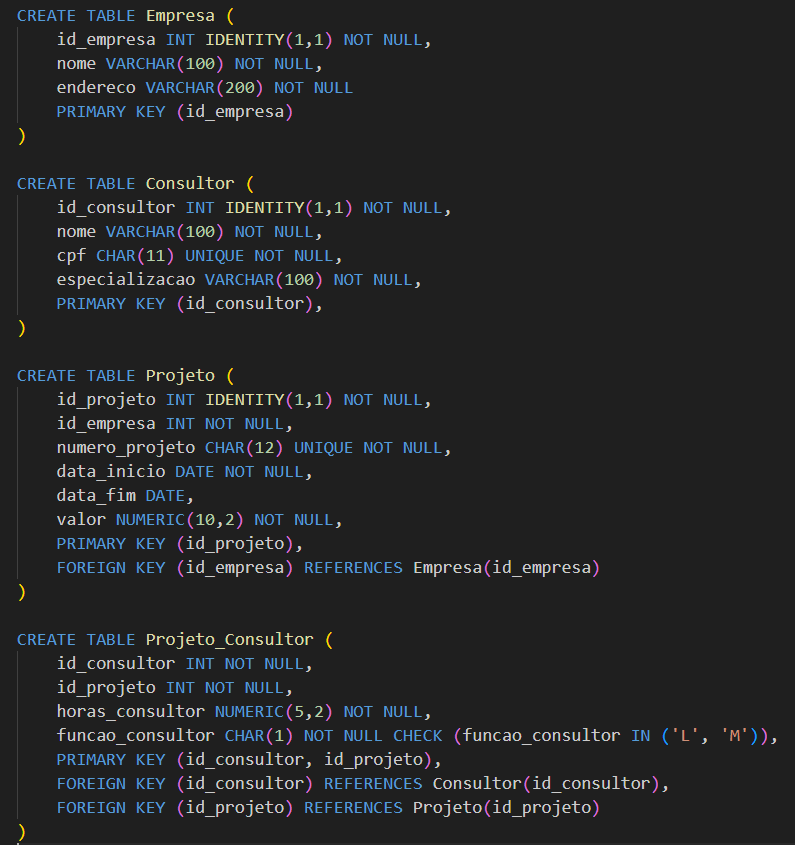 CREATE TABLE Empresa (
    id_empresa INT IDENTITY(1,1) NOT NULL,
    nome VARCHAR(100) NOT NULL,
    endereco VARCHAR(200) NOT NULL
    PRIMARY KEY (id_empresa)
)

CREATE TABLE Consultor (
    id_consultor INT IDENTITY(1,1) NOT NULL,
    nome VARCHAR(100) NOT NULL,
    cpf CHAR(11) UNIQUE NOT NULL,
    especializacao VARCHAR(100) NOT NULL,
    PRIMARY KEY (id_consultor),
)

CREATE TABLE Projeto (
    id_projeto INT IDENTITY(1,1) NOT NULL,
    id_empresa INT NOT NULL,
    numero_projeto CHAR(12) UNIQUE NOT NULL,
    data_inicio DATE NOT NULL,
    data_fim DATE,
    valor NUMERIC(10,2) NOT NULL,
    PRIMARY KEY (id_projeto),
    FOREIGN KEY (id_empresa) REFERENCES Empresa(id_empresa)
)

CREATE TABLE Projeto_Consultor (
    id_consultor INT NOT NULL,
    id_projeto INT NOT NULL,
    horas_consultor NUMERIC(5,2) NOT NULL,
    funcao_consultor CHAR(1) NOT NULL CHECK (funcao_consultor IN ('L', 'M')),
    PRIMARY KEY (id_consultor, id_projeto),
    FOREIGN KEY (id_consultor) REFERENCES Consultor(id_consultor),
    FOREIGN KEY (id_projeto) REFERENCES Projeto(id_projeto)
)